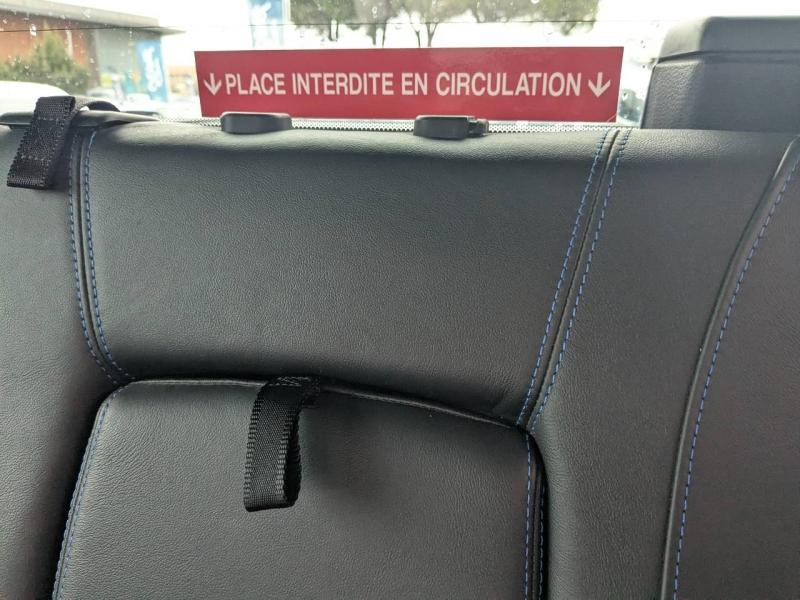 ↓PLACE INTERDITE EN CIRCULATION↓